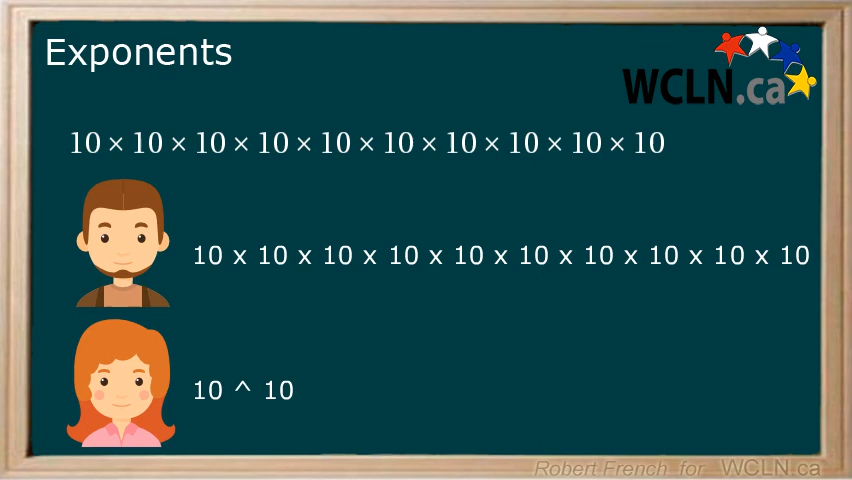 Exponents
WCLN.ca
10 × 10 × 10 × 10 × 10 × 10 × 10 × 10 × 10 × 10
10 x 10 x 10 x 10 x 10 x 10 x 10 x 10 x 10 x 10
10 ^ 10
Robert French for WCLN.ca